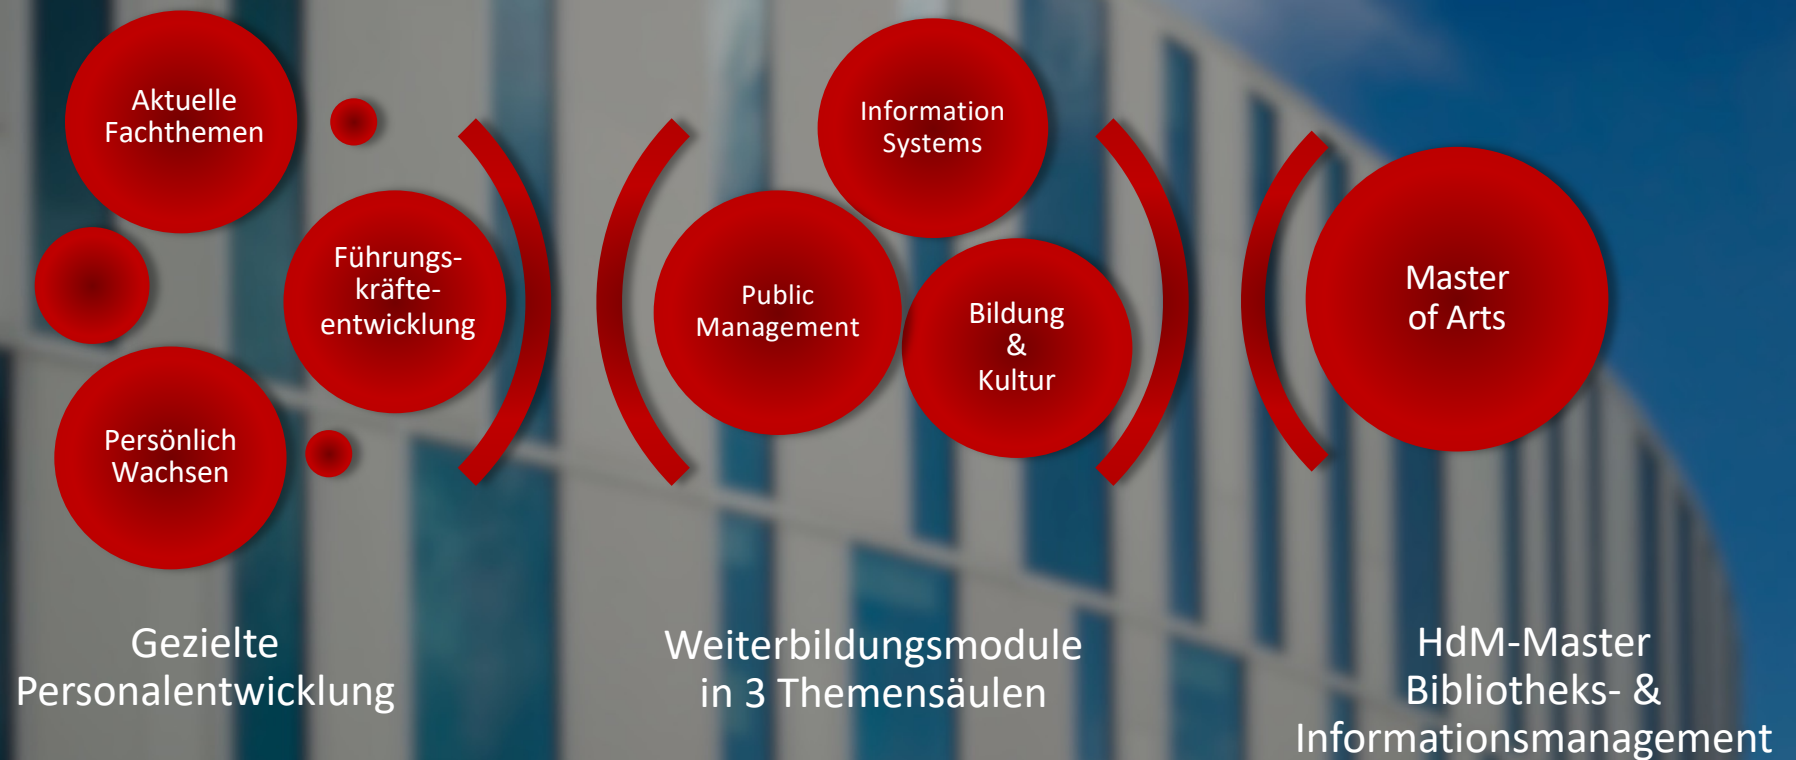 Aktuelle
Fachthemen
Führungs-
kräfte-
entwicklung
Persönlich
Wachsen
Gezielte
Personalentwicklung
Information
Systems
Public
Management
Bildung
&
Kultur
Weiterbildungsmodule
in 3 Themensäulen
Master
of Arts
HdM-Master
Bibliotheks- &
Informationsmanagement